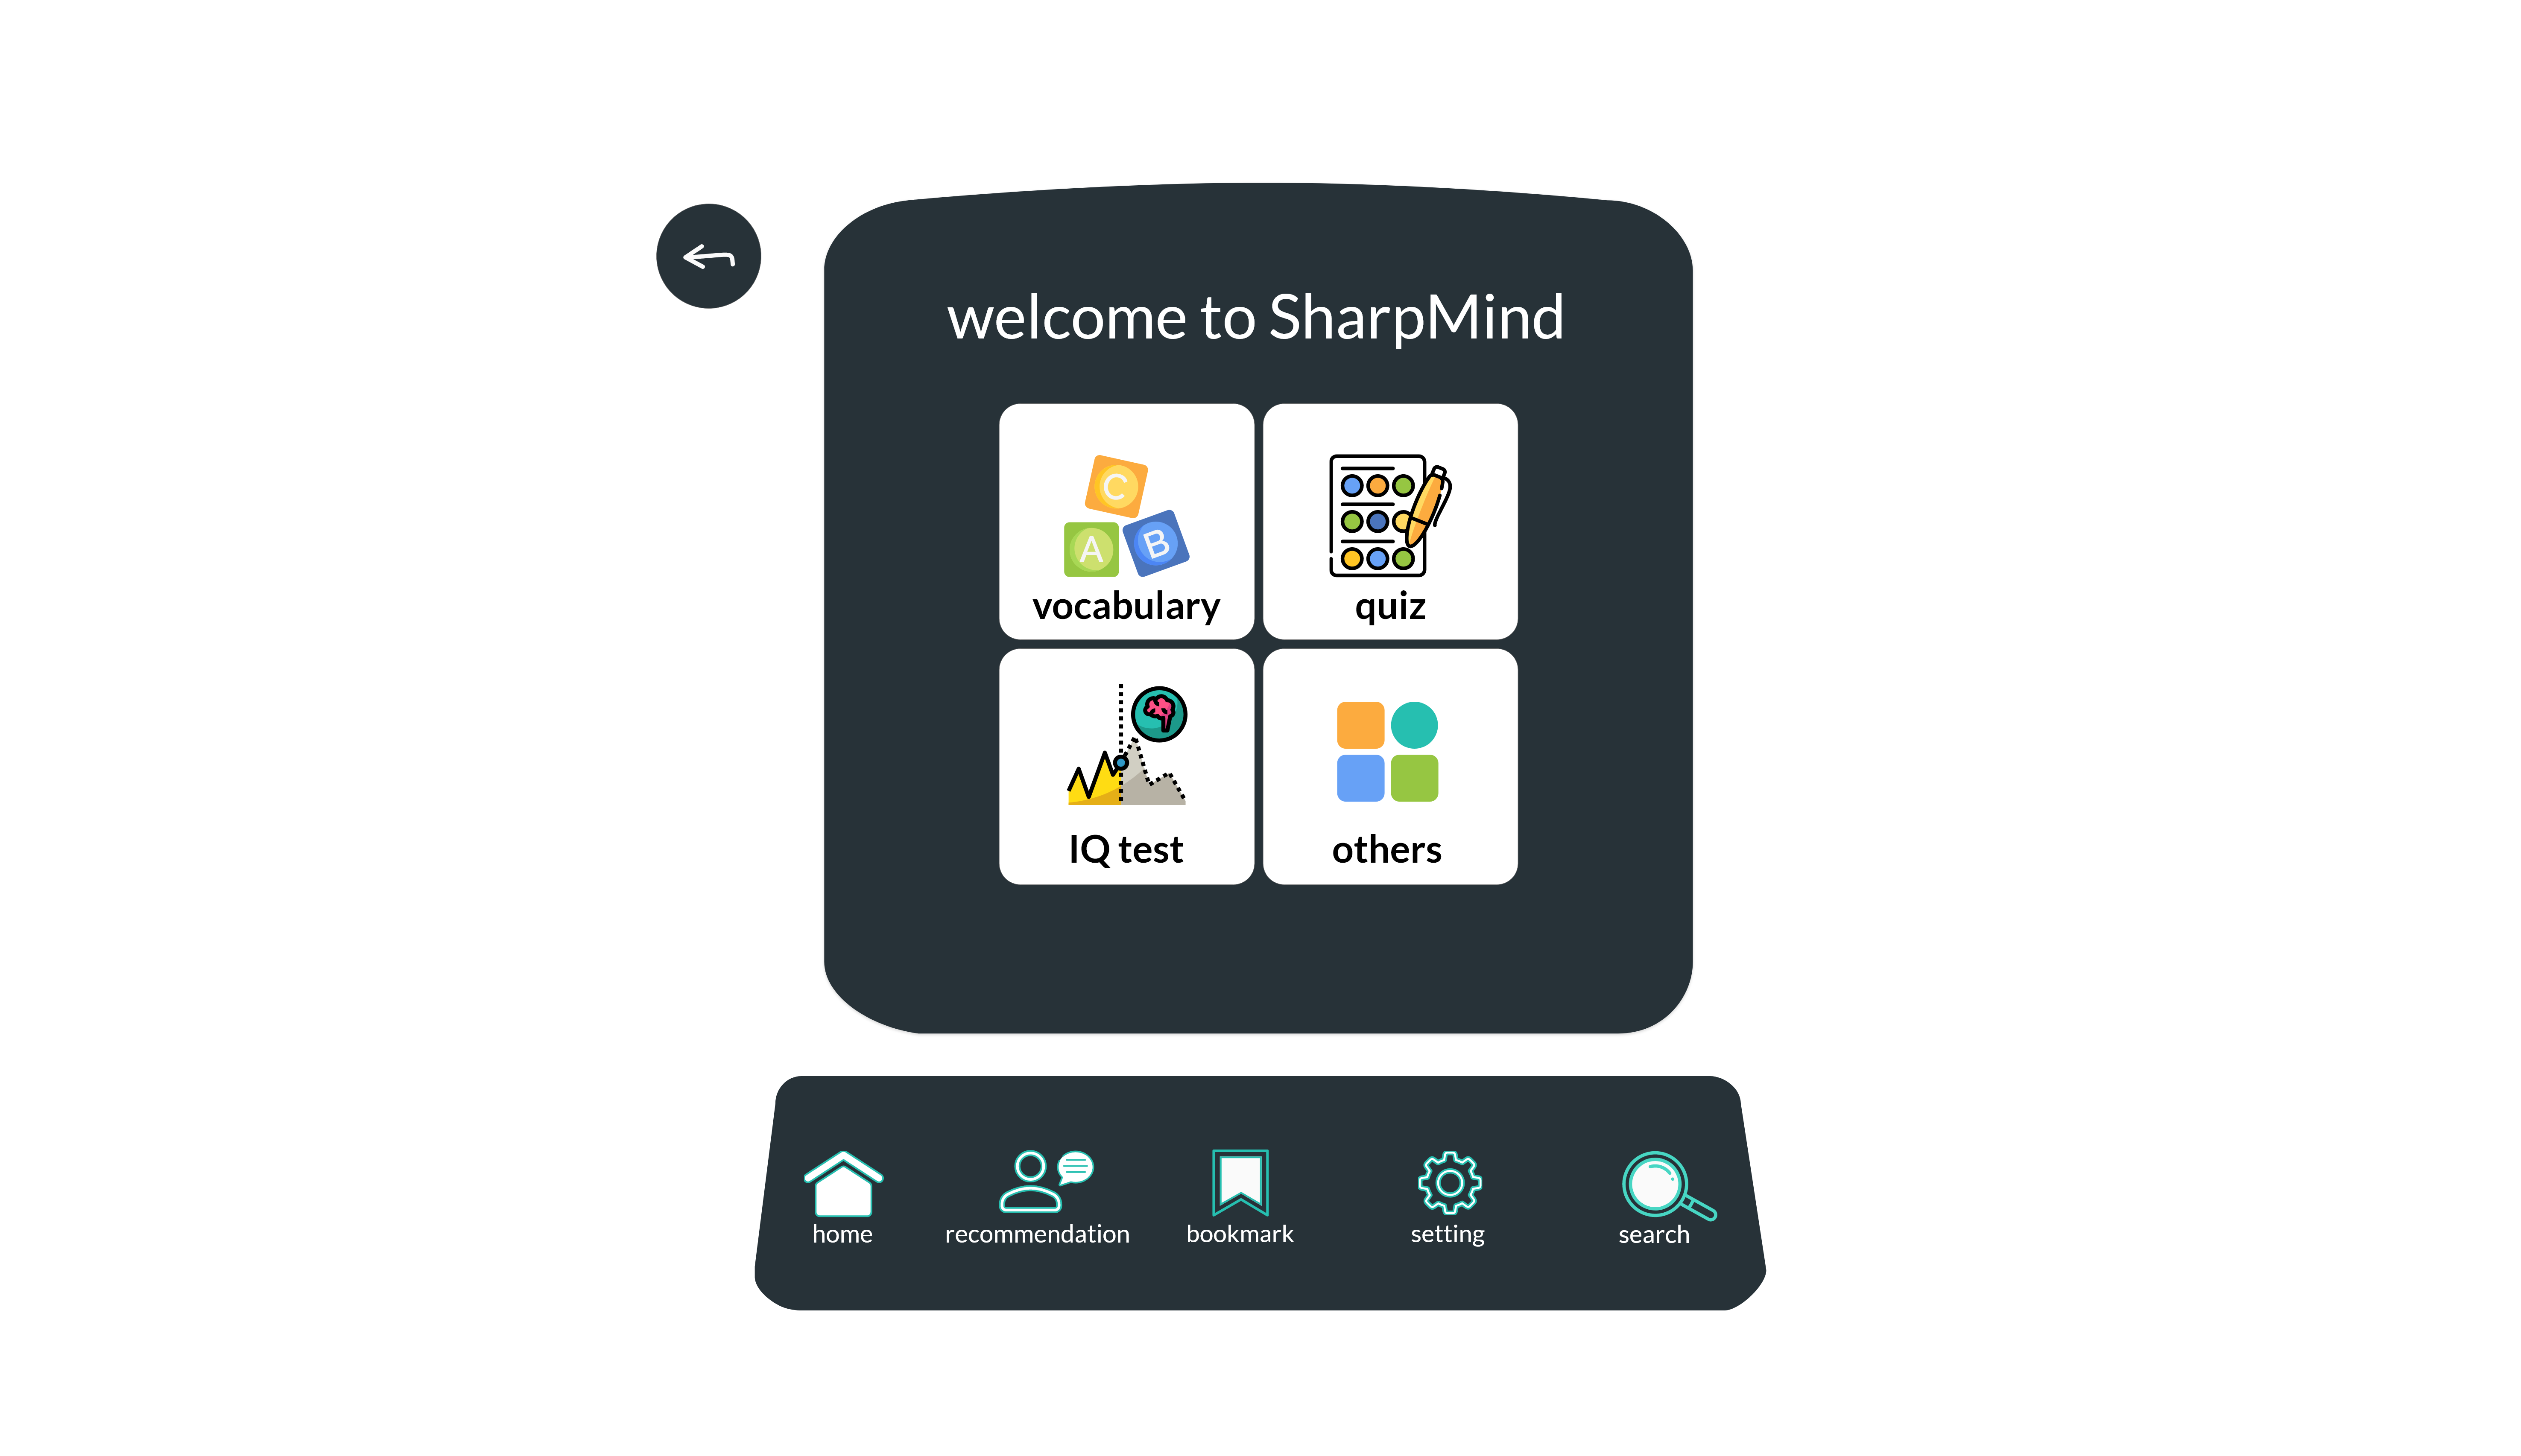 welcome to SharpMind
C
A B
vocabulary
quiz
IQ test
others
home
recommendation
bookmark
setting
search